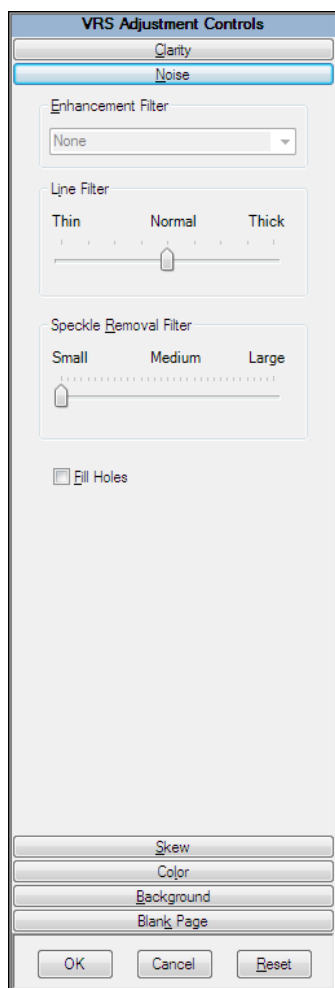 VRS Adjustment Controls
Clarity
Noise
Enhancement Filter
None
Line Filter
Thin Normal Thick
Speckle Removal Filter
Small Medium Large
Fill Holes
Skew
Color
Background
Blank Page
OK Cancel Reset